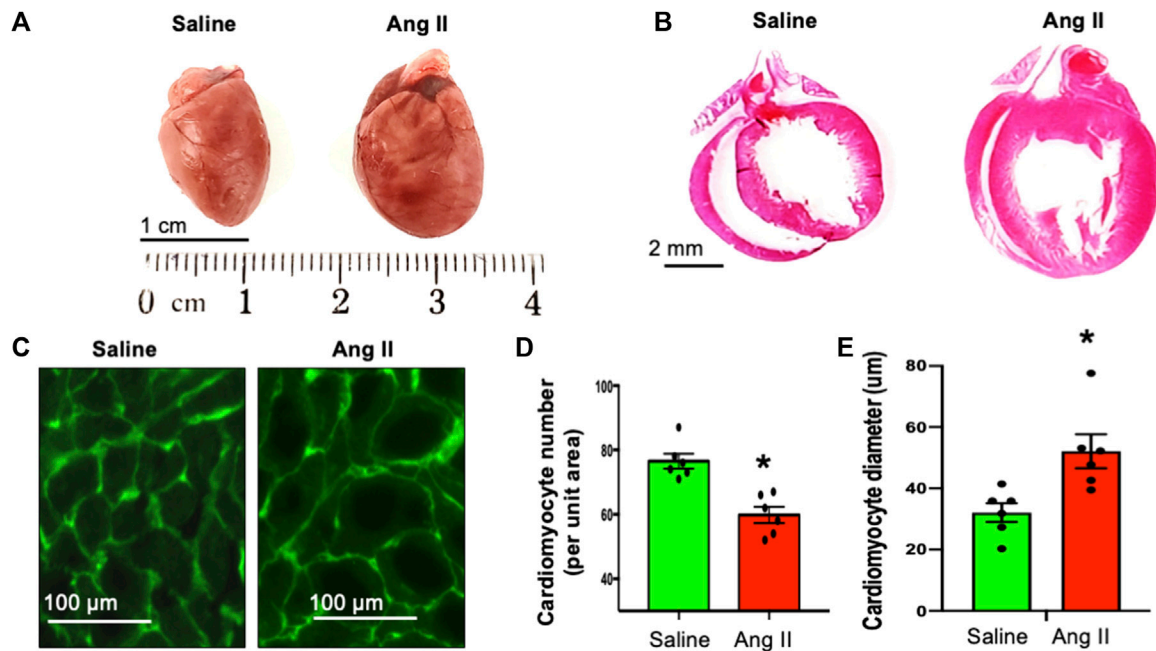 A
Saline
Ang II
1 cm
0 cm 1 2 3 4
B
Saline
Ang II
2 mm
C
Saline
Ang II
100 µm
100 µm
D
Cardiomyocyte number
(per unit area)
100
80
60
40
*
Saline
Ang II
E
Cardiomyocyte diameter (um)
80
60
40
20
0
*
Saline
Ang II